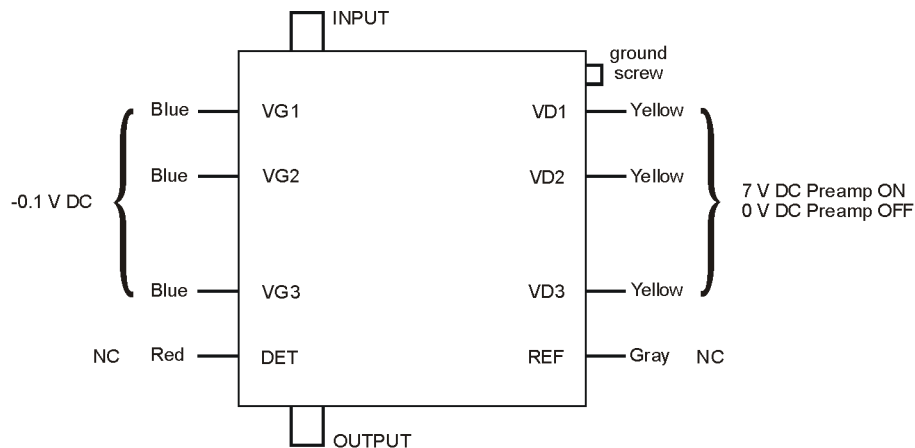 INPUT
ground
screw
Blue VG1 VD1 Yellow
Blue VG2 VD2 Yellow
-0.1 V DC
7 V DC Preamp ON
0 V DC Preamp OFF
Blue VG3 VD3 Yellow
NC Red DET REF Gray NC
OUTPUT